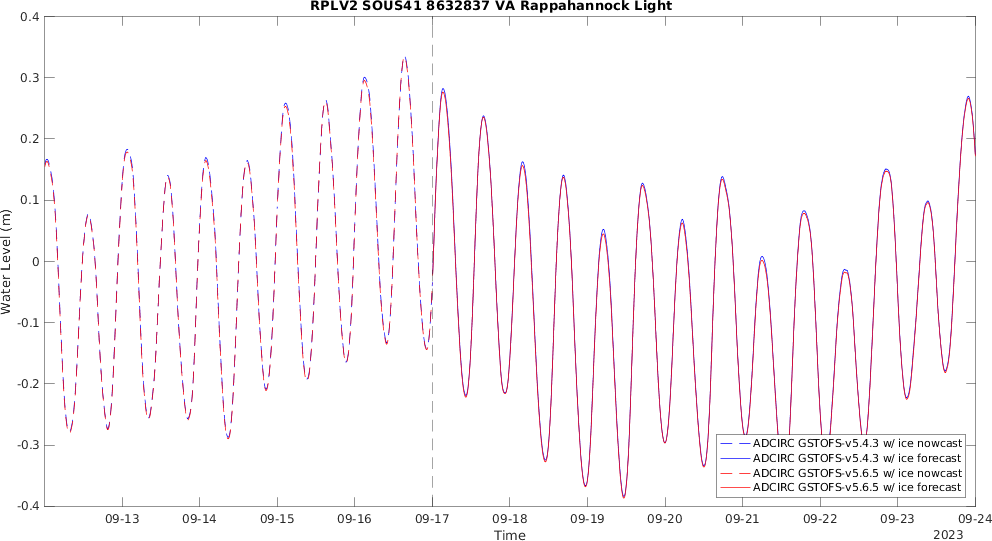 RPLV2 SOUS41 8632837 VA Rappahannock Light
0.4
0.3
0.2
0.1
0
-0.1
-0.2
-0.3
-0.4
Water Level (m)
ADCIRC GSTOFS-v5.4.3 w/ ice nowcast
ADCIRC GSTOFS-v5.4.3 w/ ice forecast
ADCIRC GSTOFS-v5.6.5 w/ ice nowcast
ADCIRC GSTOFS-v5.6.5 w/ ice forecast
09-13 09-14 09-15 09-16 09-17 09-18 09-19 09-20 09-21 09-22 09-23 09-24
Time
2023